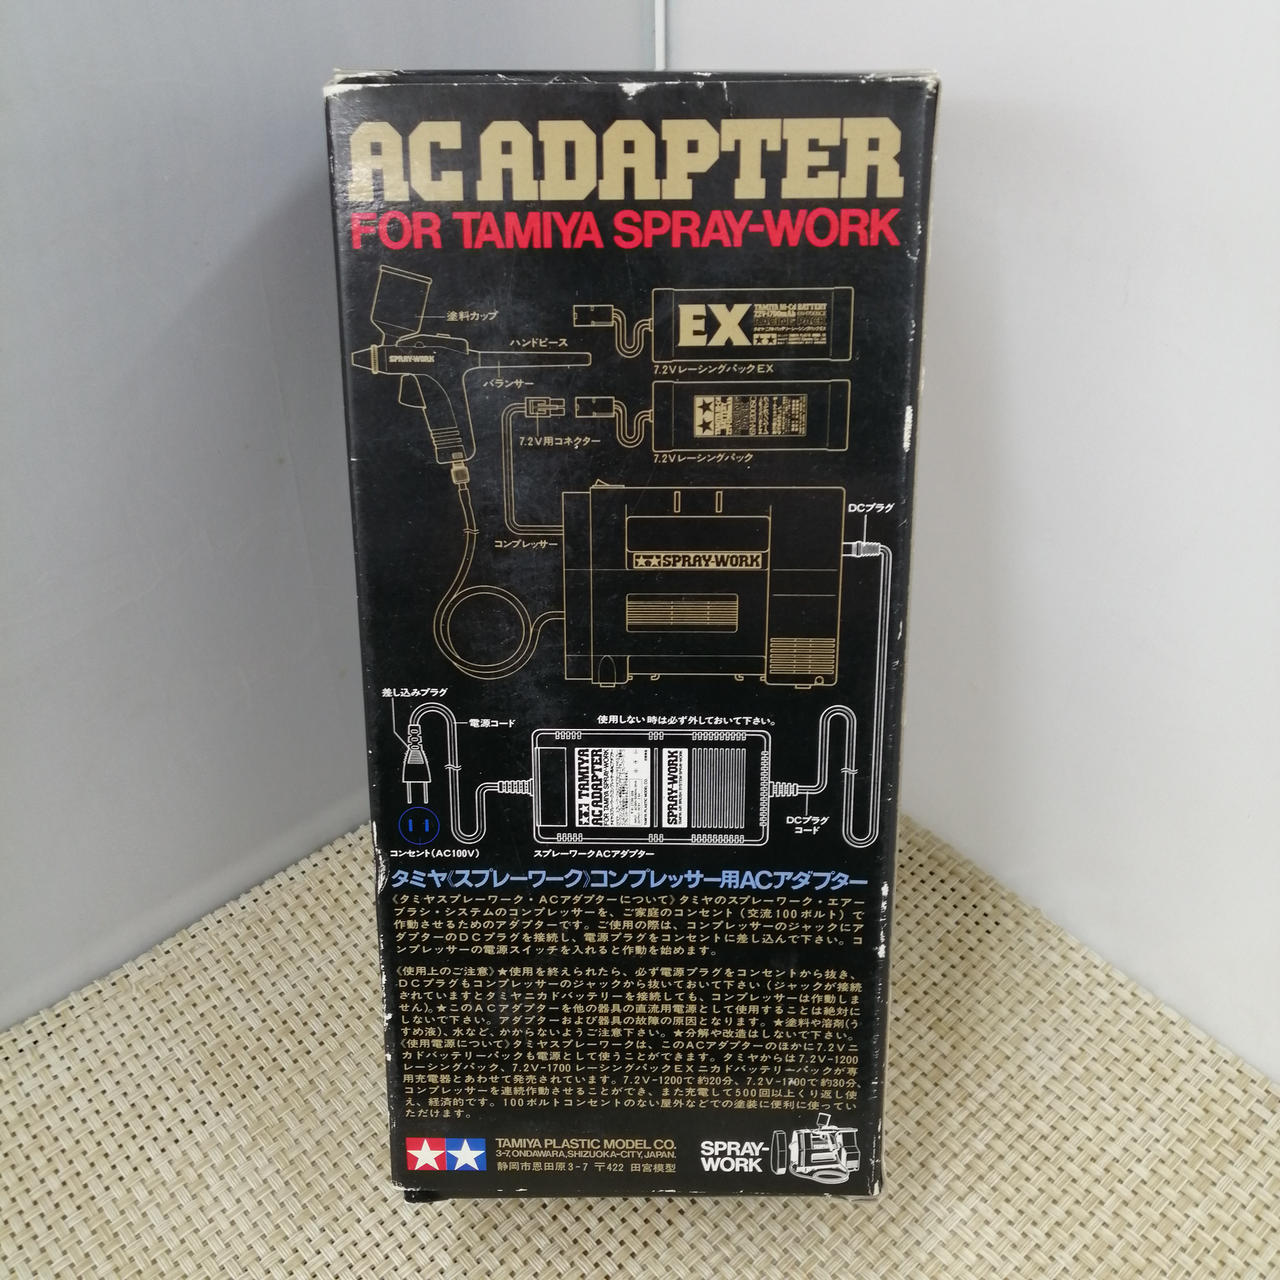 AC ADAPTER
FOR TAMIYA SPRAY-WORK
塗料カップ
ハンドピース
SPRAY-WORK
バランサー
EX
TAMIYA NI-Cd BATTERY
7.2V-1700mAh
RACING PACK
7.2VレーシングパックEX
7.2V用コネクター
7.2Vレーシングパック
コンプレッサー
DCプラグ
SPRAY-WORK
差し込みプラグ
電源コード
使用しない時は必ず外しておいて下さい。
TAMIYA
AC ADAPTER
FOR TAMIYA SPRAY-WORK
SPRAY-WORK
DCプラグ
コード
コンセント(AC100V)
スプレーワークACアダプター
タミヤ《スプレーワーク》コンプレッサー用ACアダプター
《タミヤスプレーワーク・ACアダプターについて》タミヤのスプレーワーク・エアー
ブラシ・システムのコンプレッサーを、ご家庭のコンセント(交流100ボルト)で
作動させるためのアダプターです。ご使用の際は、コンプレッサーのジャックにア
ダプターのDCプラグを接続し、電源プラグをコンセントに差し込んで下さい。コ
ンプレッサーの電源スイッチを入れると作動を始めます。
《使用上のご注意》★使用を終えられたら、必ず電源プラグをコンセントから抜き、
DCプラグもコンプレッサーのジャックから抜いておいて下さい(ジャックが接続
されていますとタミヤニカドバッテリーを接続しても、コンプレッサーは作動しま
せん)。★このACアダプターを他の器具の直流用電源として使用することは絶対に
しないで下さい。アダプターおよび器具の故障の原因となります。★塗料や溶剤(う
すめ液)、水など、かからないようご注意下さい。★分解や改造はしないで下さい。
《使用電源について》タミヤスプレーワークは、このACアダプターのほかに7.2Vニ
カドバッテリーパックも電源として使うことができます。タミヤからは7.2V-1200
レーシングパック、7.2V-1700レーシングパックEXニカドバッテリーパックが専
用充電器とあわせて発売されています。7.2V-1200で約20分、7.2V-1700で約30分、
コンプレッサーを連続作動させることができ、また充電して500回以上くり返し使
え、経済的です。100ボルトコンセントのない屋外などでの塗装に便利に使ってい
ただけます。
TAMIYA PLASTIC MODEL CO.
3-7, ONDAWARA, SHIZUOKA-CITY, JAPAN.
静岡市恩田原3-7 〒422 田宮模型
SPRAY-
WORK